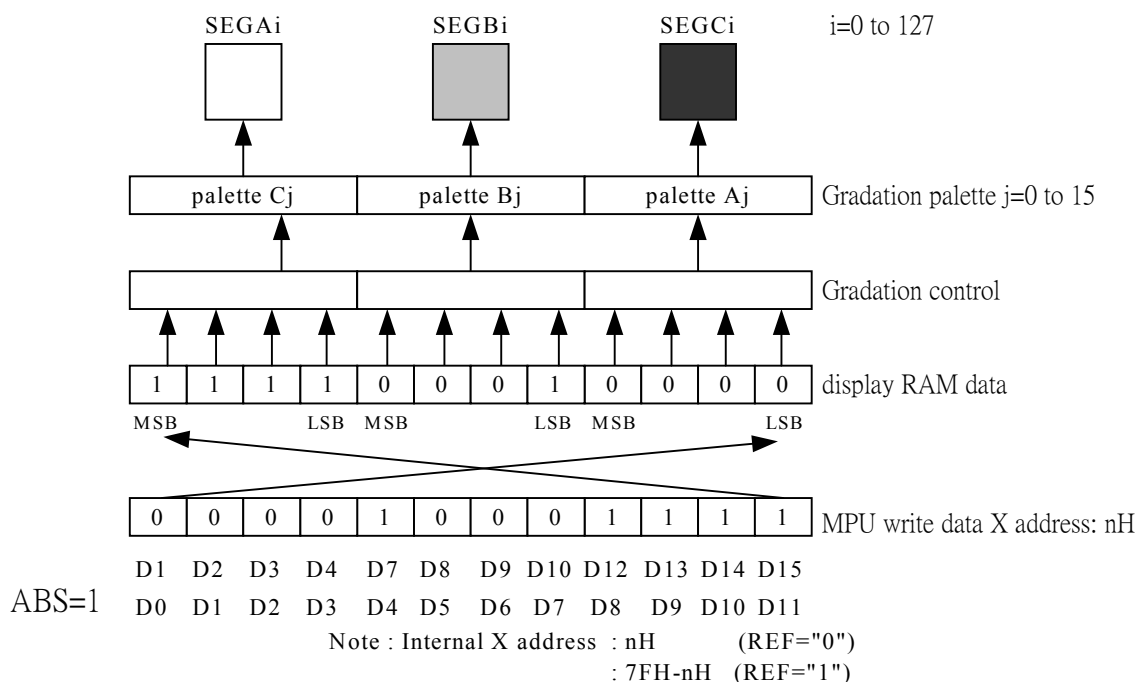 SEGAi SEGBi SEGCi i=0 to 127
palette Cj palette Bj palette Aj Gradation palette j=0 to 15
Gradation control
1 1 1 1 0 0 0 1 0 0 0 0 display RAM data
MSB LSB MSB LSB MSB LSB
0 0 0 0 1 0 0 0 1 1 1 1 MPU write data X address: nH
D1 D2 D3 D4 D7 D8 D9 D10 D12 D13 D14 D15
ABS=1 D0 D1 D2 D3 D4 D5 D6 D7 D8 D9 D10 D11
Note : Internal X address : nH (REF="0")
: 7FH-nH (REF="1")